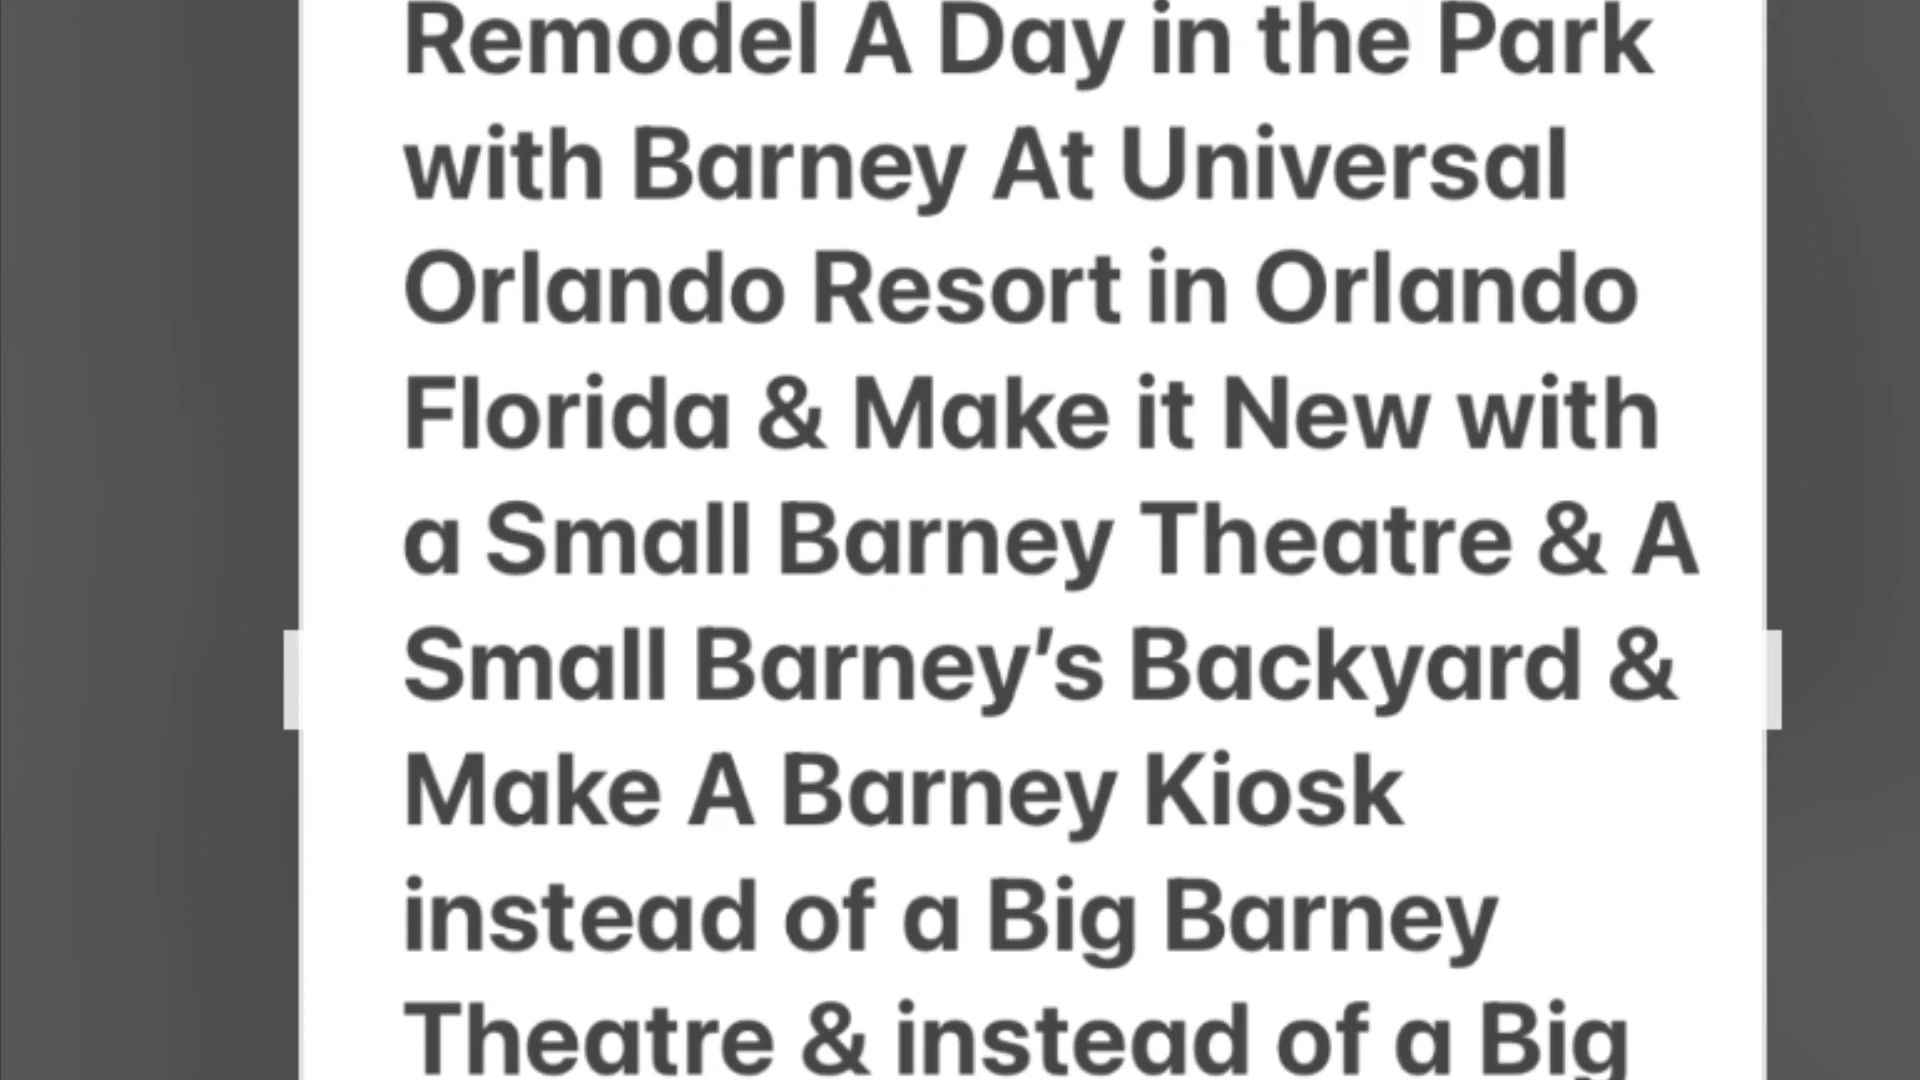 Remodel A Day in the Park
with Barney At Universal
Orlando Resort in Orlando
Florida & Make it New with
a Small Barney Theatre & A
Small Barney’s Backyard &
Make A Barney Kiosk
instead of a Big Barney
Theatre & instead of a Big